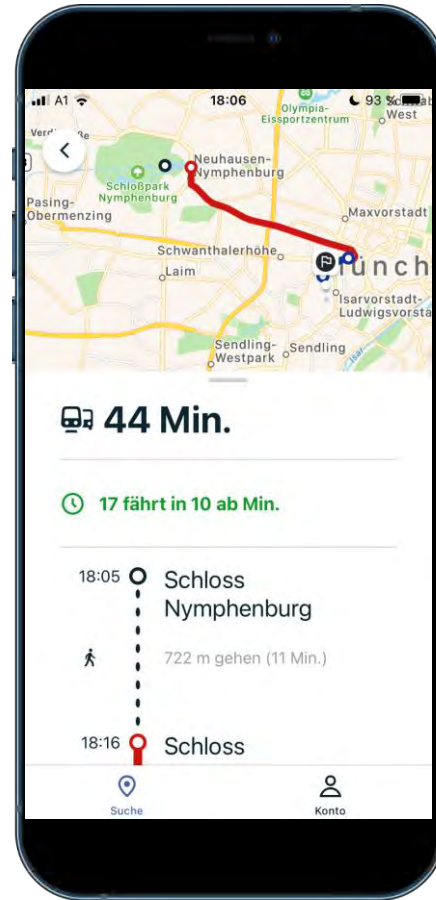 A1 18:06 93 %
Olympia-
Eissportzentrum
West
Neuhausen-
Nymphenburg
Schloßpark
Nymphenburg
Pasing-
Obermenzing
Maxvorstadt
Schwanthalerhöhe
Laim
Isarvorstadt-
Sendling-
Westpark
Sendling
44 Min.
17 fährt in 10 ab Min.
18:05 Schloss
Nymphenburg
722 m gehen (11 Min.)
18:16 Schloss
Suche Konto